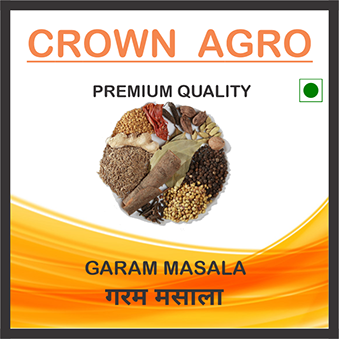 CROWN AGRO
PREMIUM QUALITY
GARAM MASALA
गरम मसाला